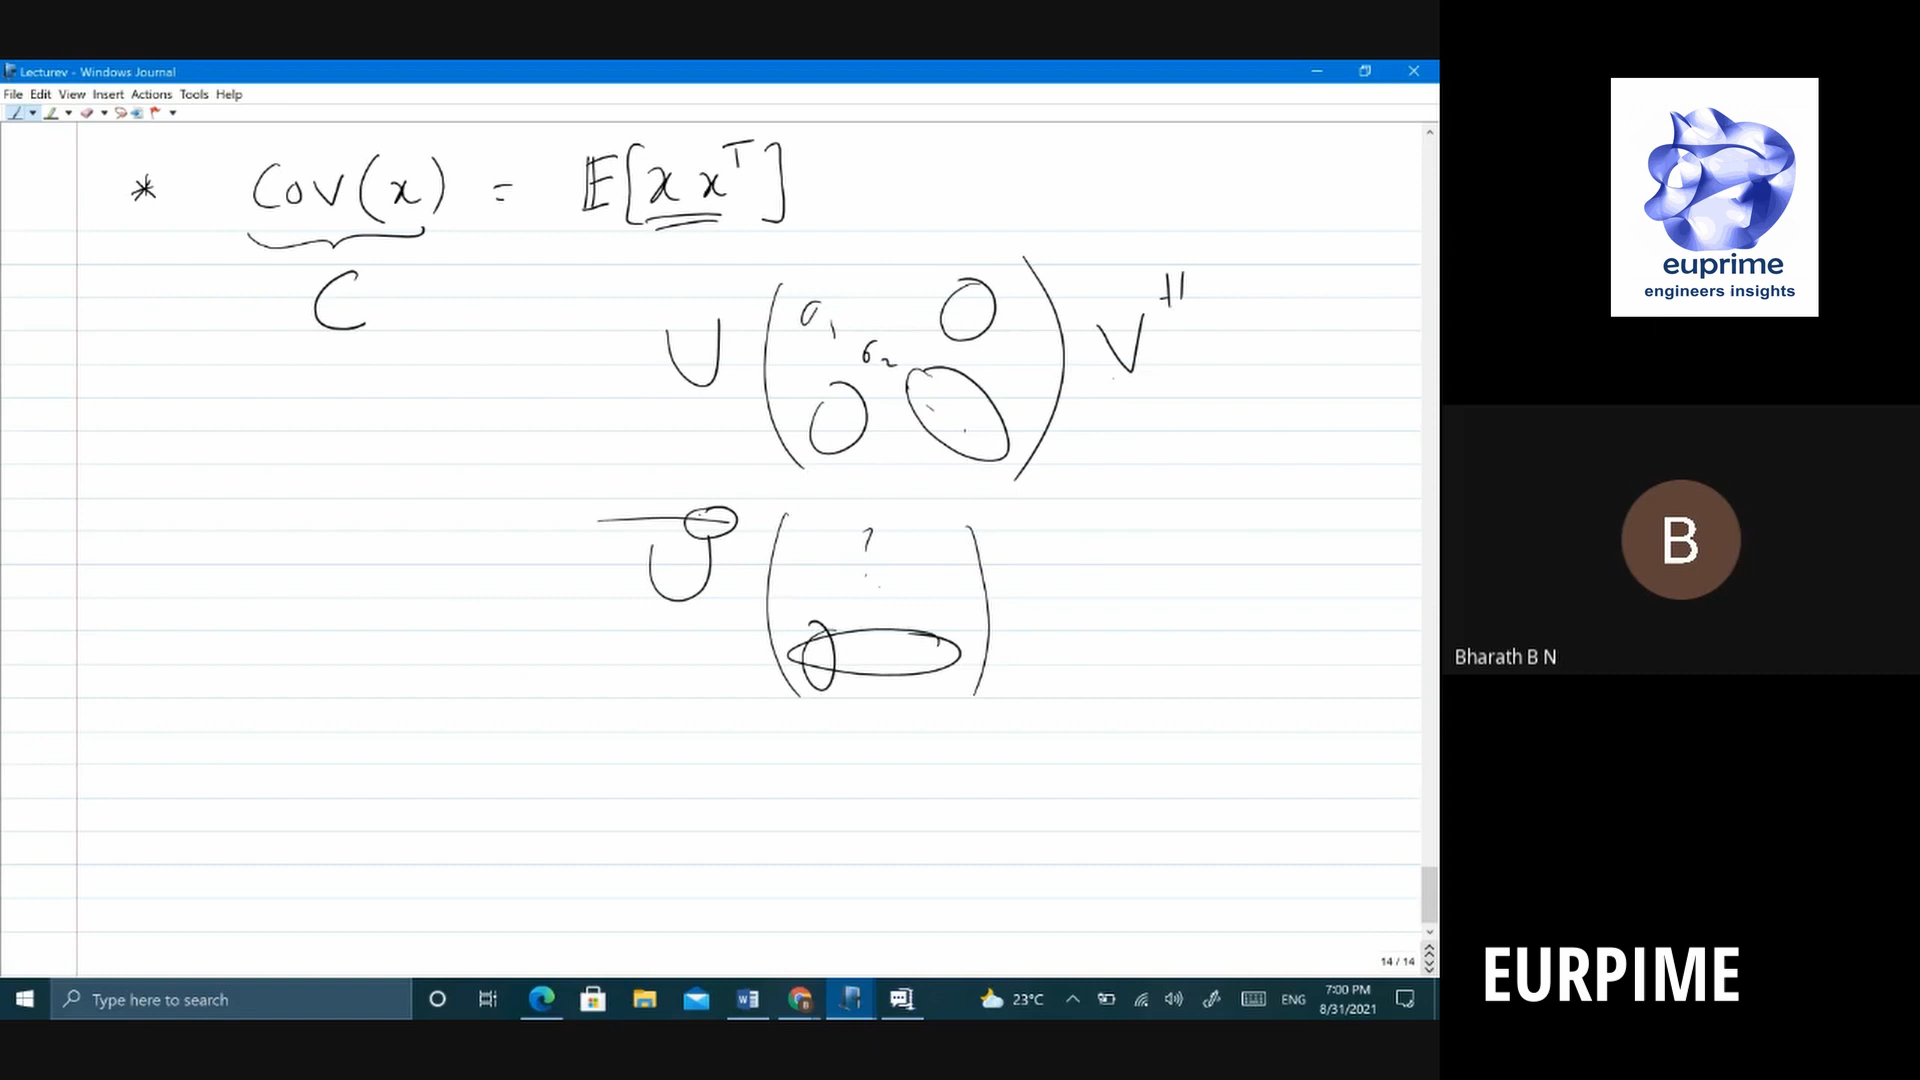 Lecturev - Windows Journal
File Edit View Insert Actions Tools Help
* Cov(x) = E[x x^T]
C
U ( σ1 σ2 0 0 ) V^H
U ( ? 0 )
14 / 14
Type here to search
23°C
ENG
7:00 PM
8/31/2021
euprime
engineers insights
B
Bharath B N
EURPIME